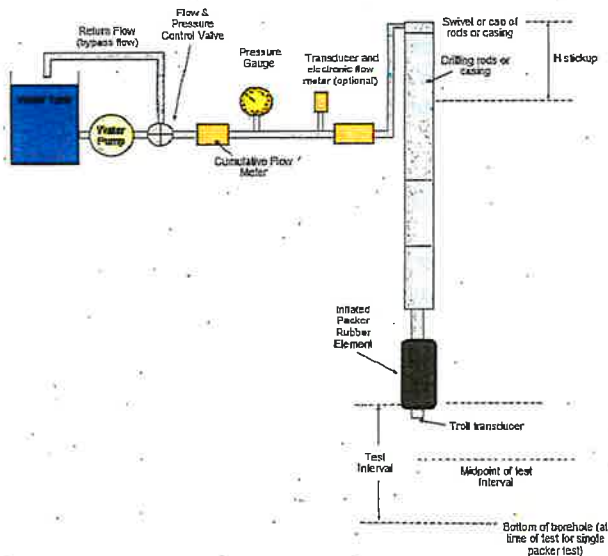 Flow &
Pressure
Control Valve
Return Flow
(bypass flow)
Pressure
Gauge
Transducer and
electronic flow
meter (optional)
Swivel or cap of
rods or casing
Drilling rods or
casing
H stickup
Water Tank
Water
Pump
Cumulative Flow
Meter
Inflated
Packer
Rubber
Element
Troll transducer
Test
Interval
Midpoint of test
Interval
Bottom of borehole (at
time of test for single
packer test)